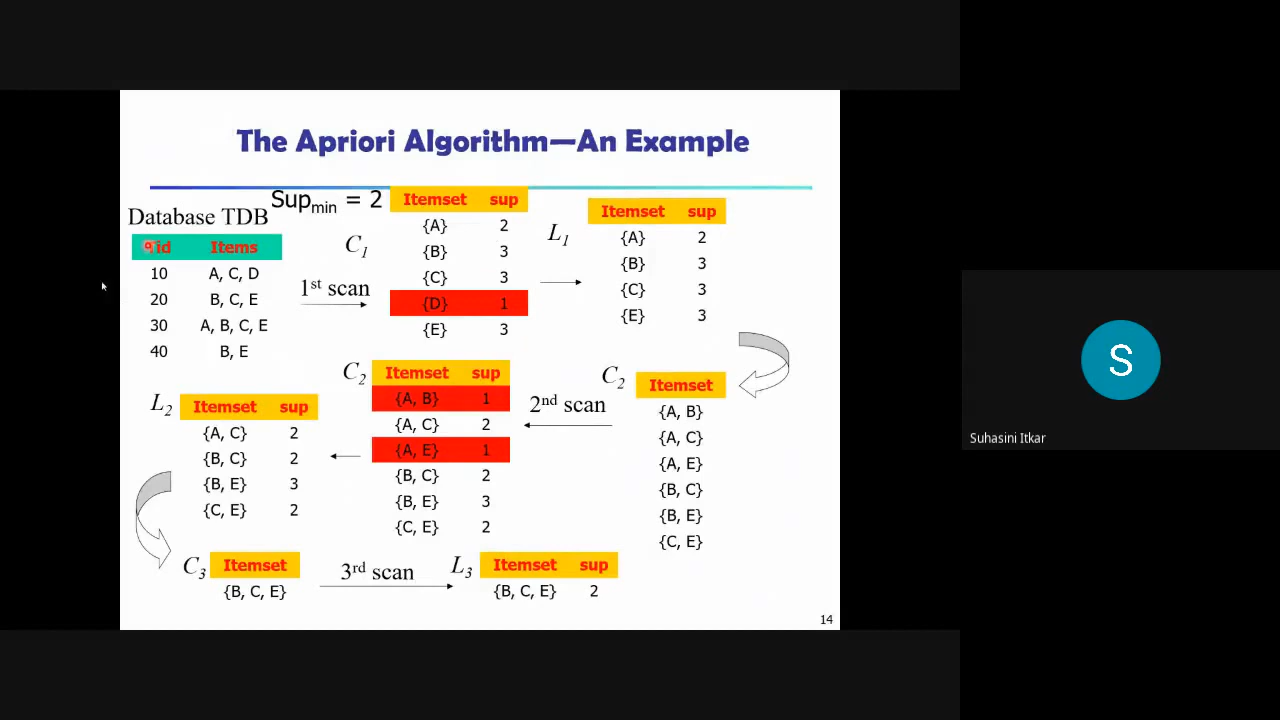 The Apriori Algorithm—An Example
Supmin = 2
Database TDB
Tid Items
10 A, C, D
20 B, C, E
30 A, B, C, E
40 B, E
1st scan
C1
Itemset sup
{A} 2
{B} 3
{C} 3
{D} 1
{E} 3
L1
Itemset sup
{A} 2
{B} 3
{C} 3
{E} 3
C2
Itemset
{A, B}
{A, C}
{A, E}
{B, C}
{B, E}
{C, E}
2nd scan
C2
Itemset sup
{A, B} 1
{A, C} 2
{A, E} 1
{B, C} 2
{B, E} 3
{C, E} 2
L2
Itemset sup
{A, C} 2
{B, C} 2
{B, E} 3
{C, E} 2
C3
Itemset
{B, C, E}
3rd scan
L3
Itemset sup
{B, C, E} 2
14
S
Suhasini Itkar